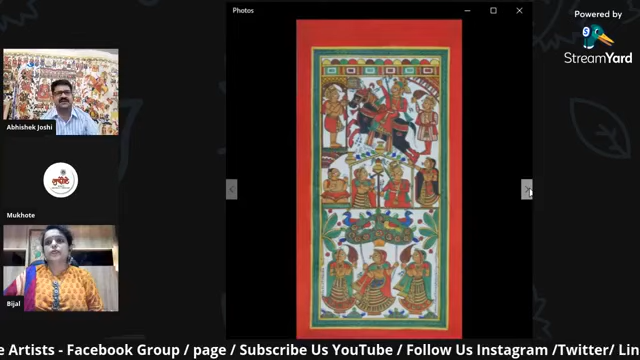 Photos
Powered by
StreamYard
Abhishek Joshi
Mukhote
Bijal
e Artists - Facebook Group / page / Subscribe Us YouTube / Follow Us Instagram /Twitter/ Lin